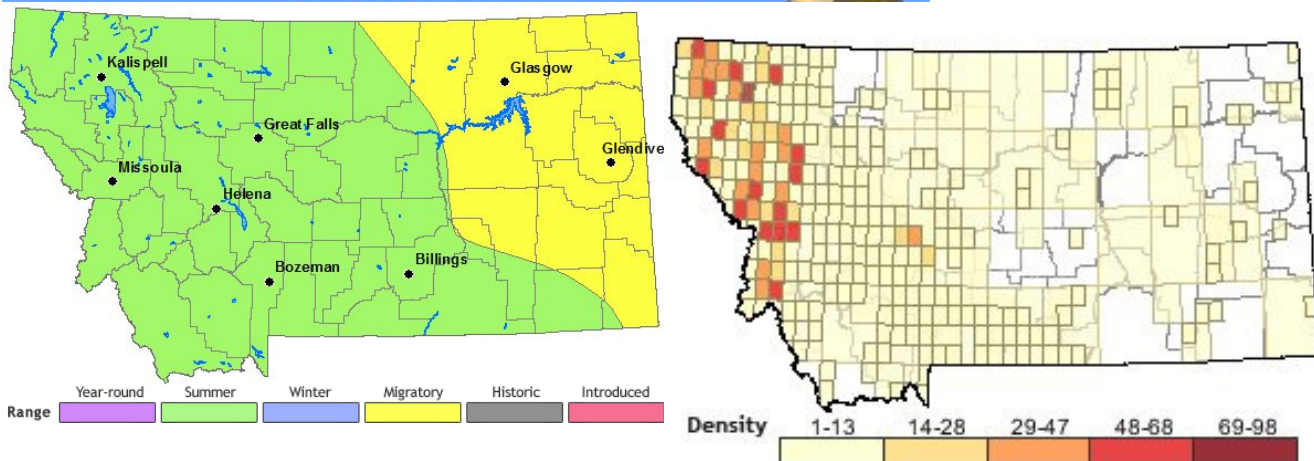 Kalispell
Glasgow
Great Falls
Glendive
Missoula
Helena
Bozeman
Billings
Year-round Summer Winter Migratory Historic Introduced
Range
Density 1-13 14-28 29-47 48-68 69-98